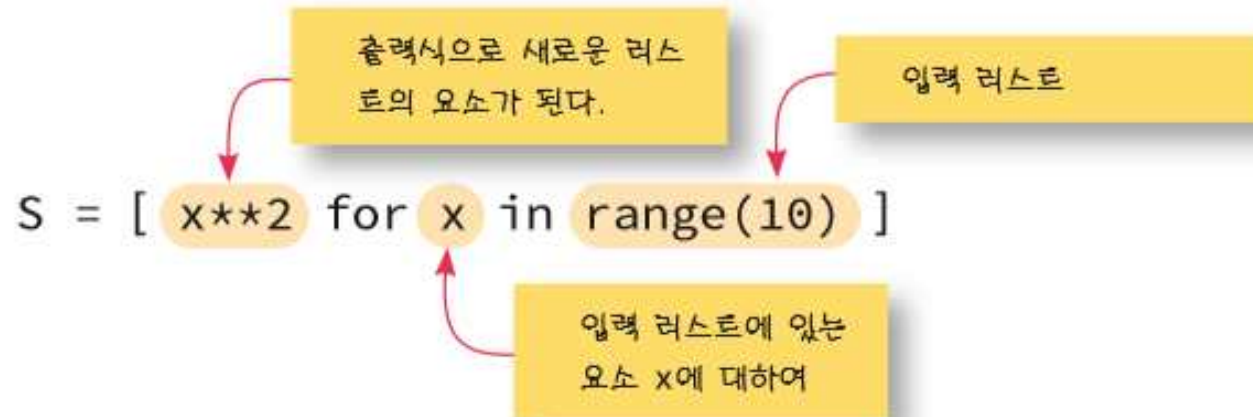 출력식으로 새로운 리스
트의 요소가 된다.
입력 리스트
S = [ x**2 for x in range(10) ]
입력 리스트에 있는
요소 x에 대하여